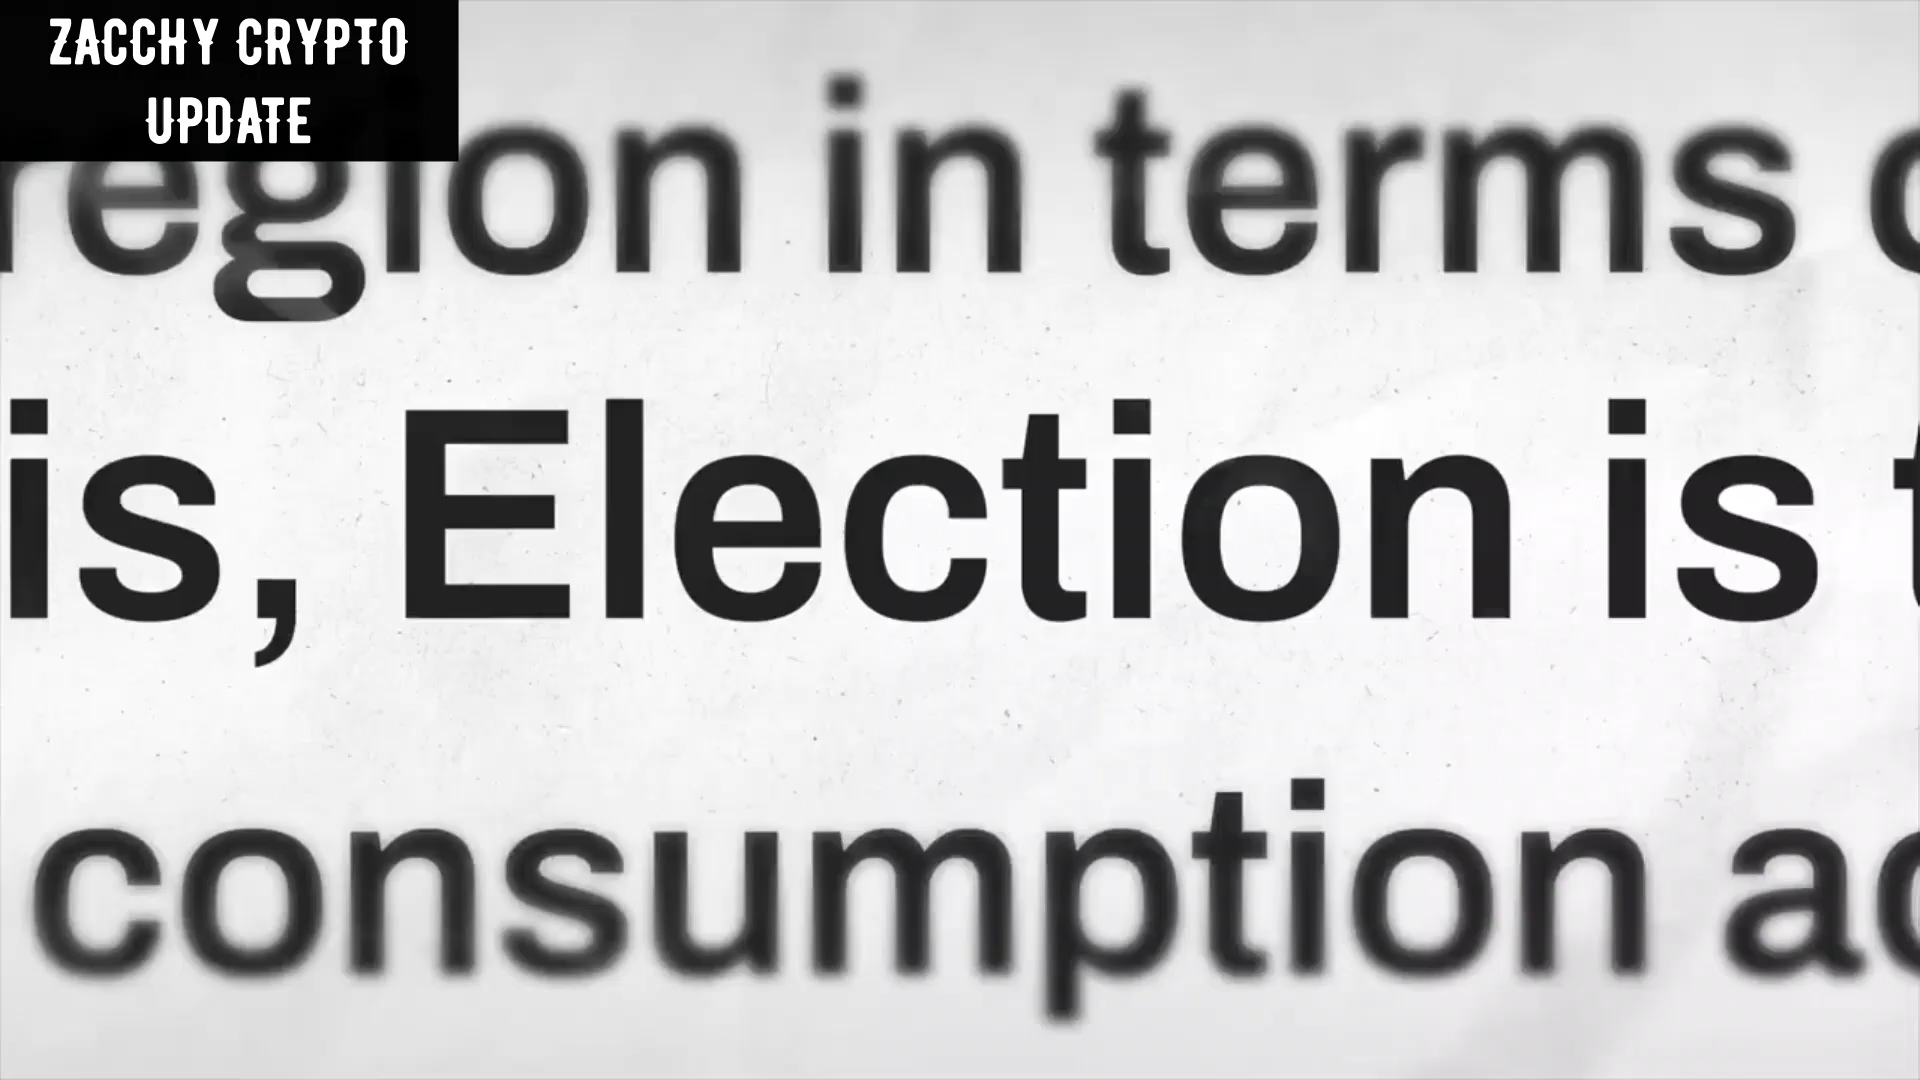 ZACCHY CRYPTO
UPDATE
region in terms
is, Election is
consumption